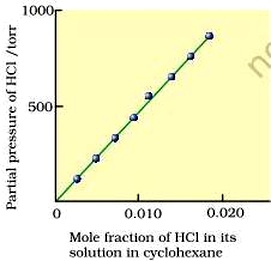 Partial pressure of HCl /torr
1000
500
0
0.010
0.020
Mole fraction of HCl in its
solution in cyclohexane
no